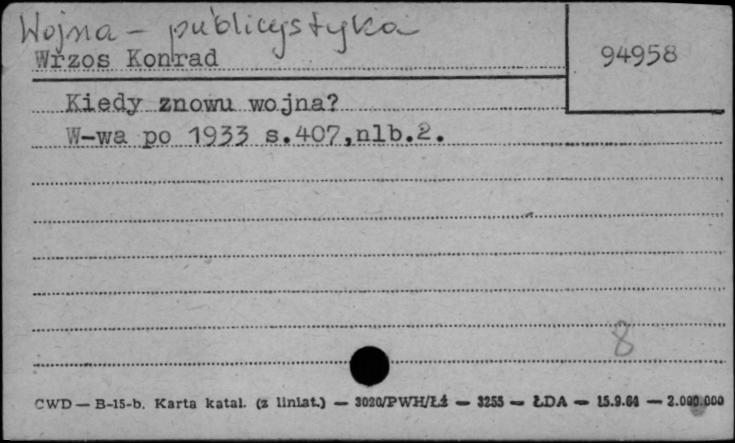 Wojna - publicystyka
Wrzos Konrad
94958
Kiedy znowu wojna?
W-wa po 1933 s.407,nlb.2.
8
CWD — B-15-b. Karta katal. (z liniat.) — 3020/PWH/Łź — 3255 — ŁDA — 15.9.64 — 2.000.000